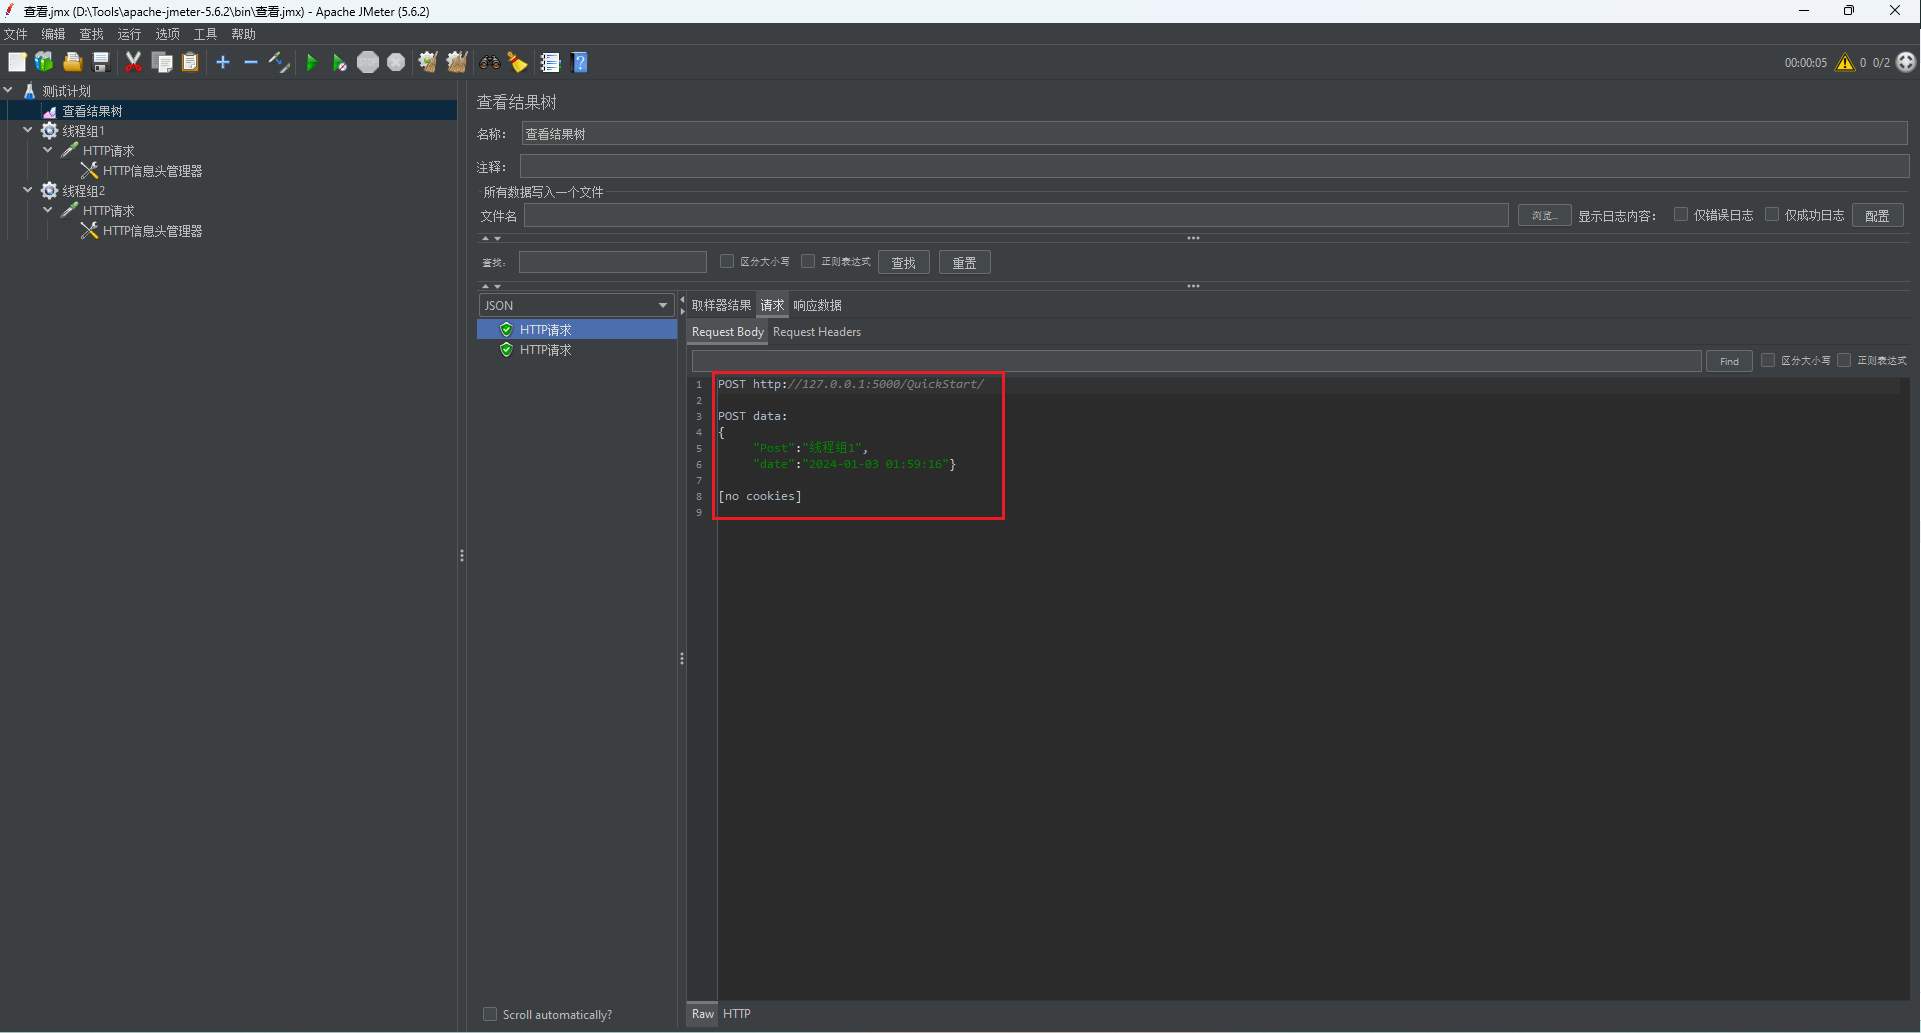 查看.jmx (D:\Tools\apache-jmeter-5.6.2\bin\查看.jmx) - Apache JMeter (5.6.2)
文件 编辑 查找 运行 选项 工具 帮助
00:00:05 0 0/2
测试计划
查看结果树
线程组1
HTTP请求
HTTP信息头管理器
线程组2
HTTP请求
HTTP信息头管理器
查看结果树
名称： 查看结果树
注释：
所有数据写入一个文件
文件名 浏览... 显示日志内容： 仅错误日志 仅成功日志 配置
查找: 区分大小写 正则表达式 查找 重置
JSON
HTTP请求
HTTP请求
Scroll automatically?
取样器结果 请求 响应数据
Request Body Request Headers
Find 区分大小写 正则表达式
1 POST http://127.0.0.1:5000/QuickStart/
2
3 POST data:
4 {
5 "Post":"线程组1",
6 "date":"2024-01-03 01:59:16"}
7
8 [no cookies]
9
Raw HTTP